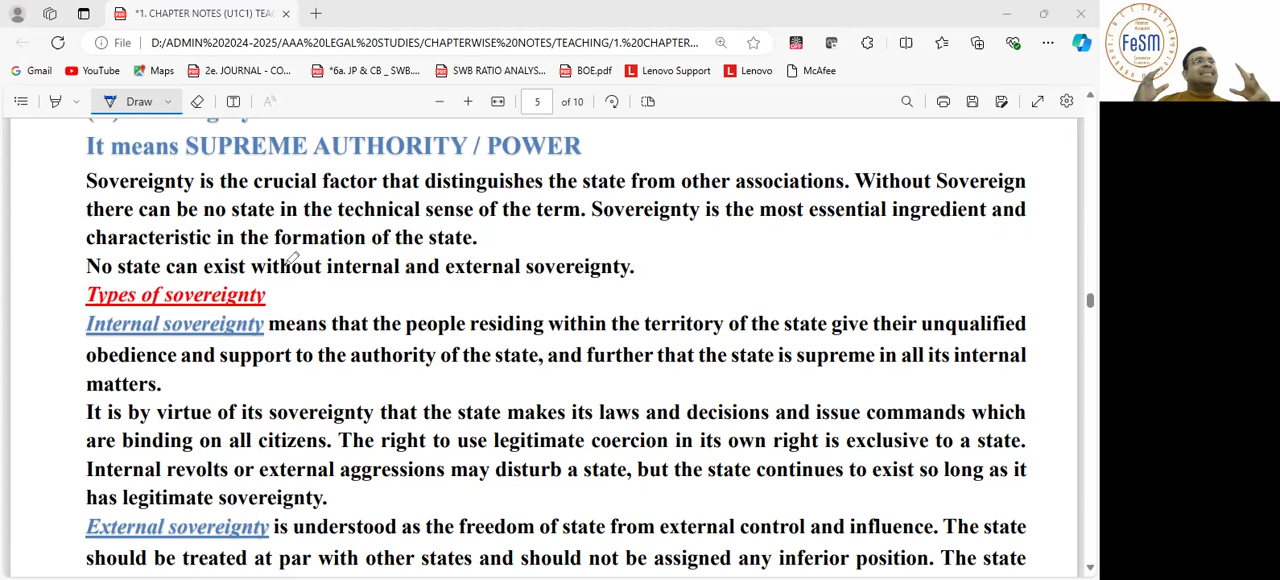 *1. CHAPTER NOTES (U1C1) TEA
File D:/ADMIN%202024-2025/AAA%20LEGAL%20STUDIES/CHAPTERWISE%20NOTES/TEACHING/1.%20CHAPTER...
Gmail YouTube Maps 2e. JOURNAL - CO... *6a. JP & CB _ SWB.... SWB RATIO ANALYS... BOE.pdf Lenovo Support Lenovo McAfee
Draw 5 of 10
It means SUPREME AUTHORITY / POWER
Sovereignty is the crucial factor that distinguishes the state from other associations. Without Sovereign
there can be no state in the technical sense of the term. Sovereignty is the most essential ingredient and
characteristic in the formation of the state.
No state can exist without internal and external sovereignty.
Types of sovereignty
Internal sovereignty means that the people residing within the territory of the state give their unqualified
obedience and support to the authority of the state, and further that the state is supreme in all its internal
matters.
It is by virtue of its sovereignty that the state makes its laws and decisions and issue commands which
are binding on all citizens. The right to use legitimate coercion in its own right is exclusive to a state.
Internal revolts or external aggressions may disturb a state, but the state continues to exist so long as it
has legitimate sovereignty.
External sovereignty is understood as the freedom of state from external control and influence. The state
should be treated at par with other states and should not be assigned any inferior position. The state
FeSM